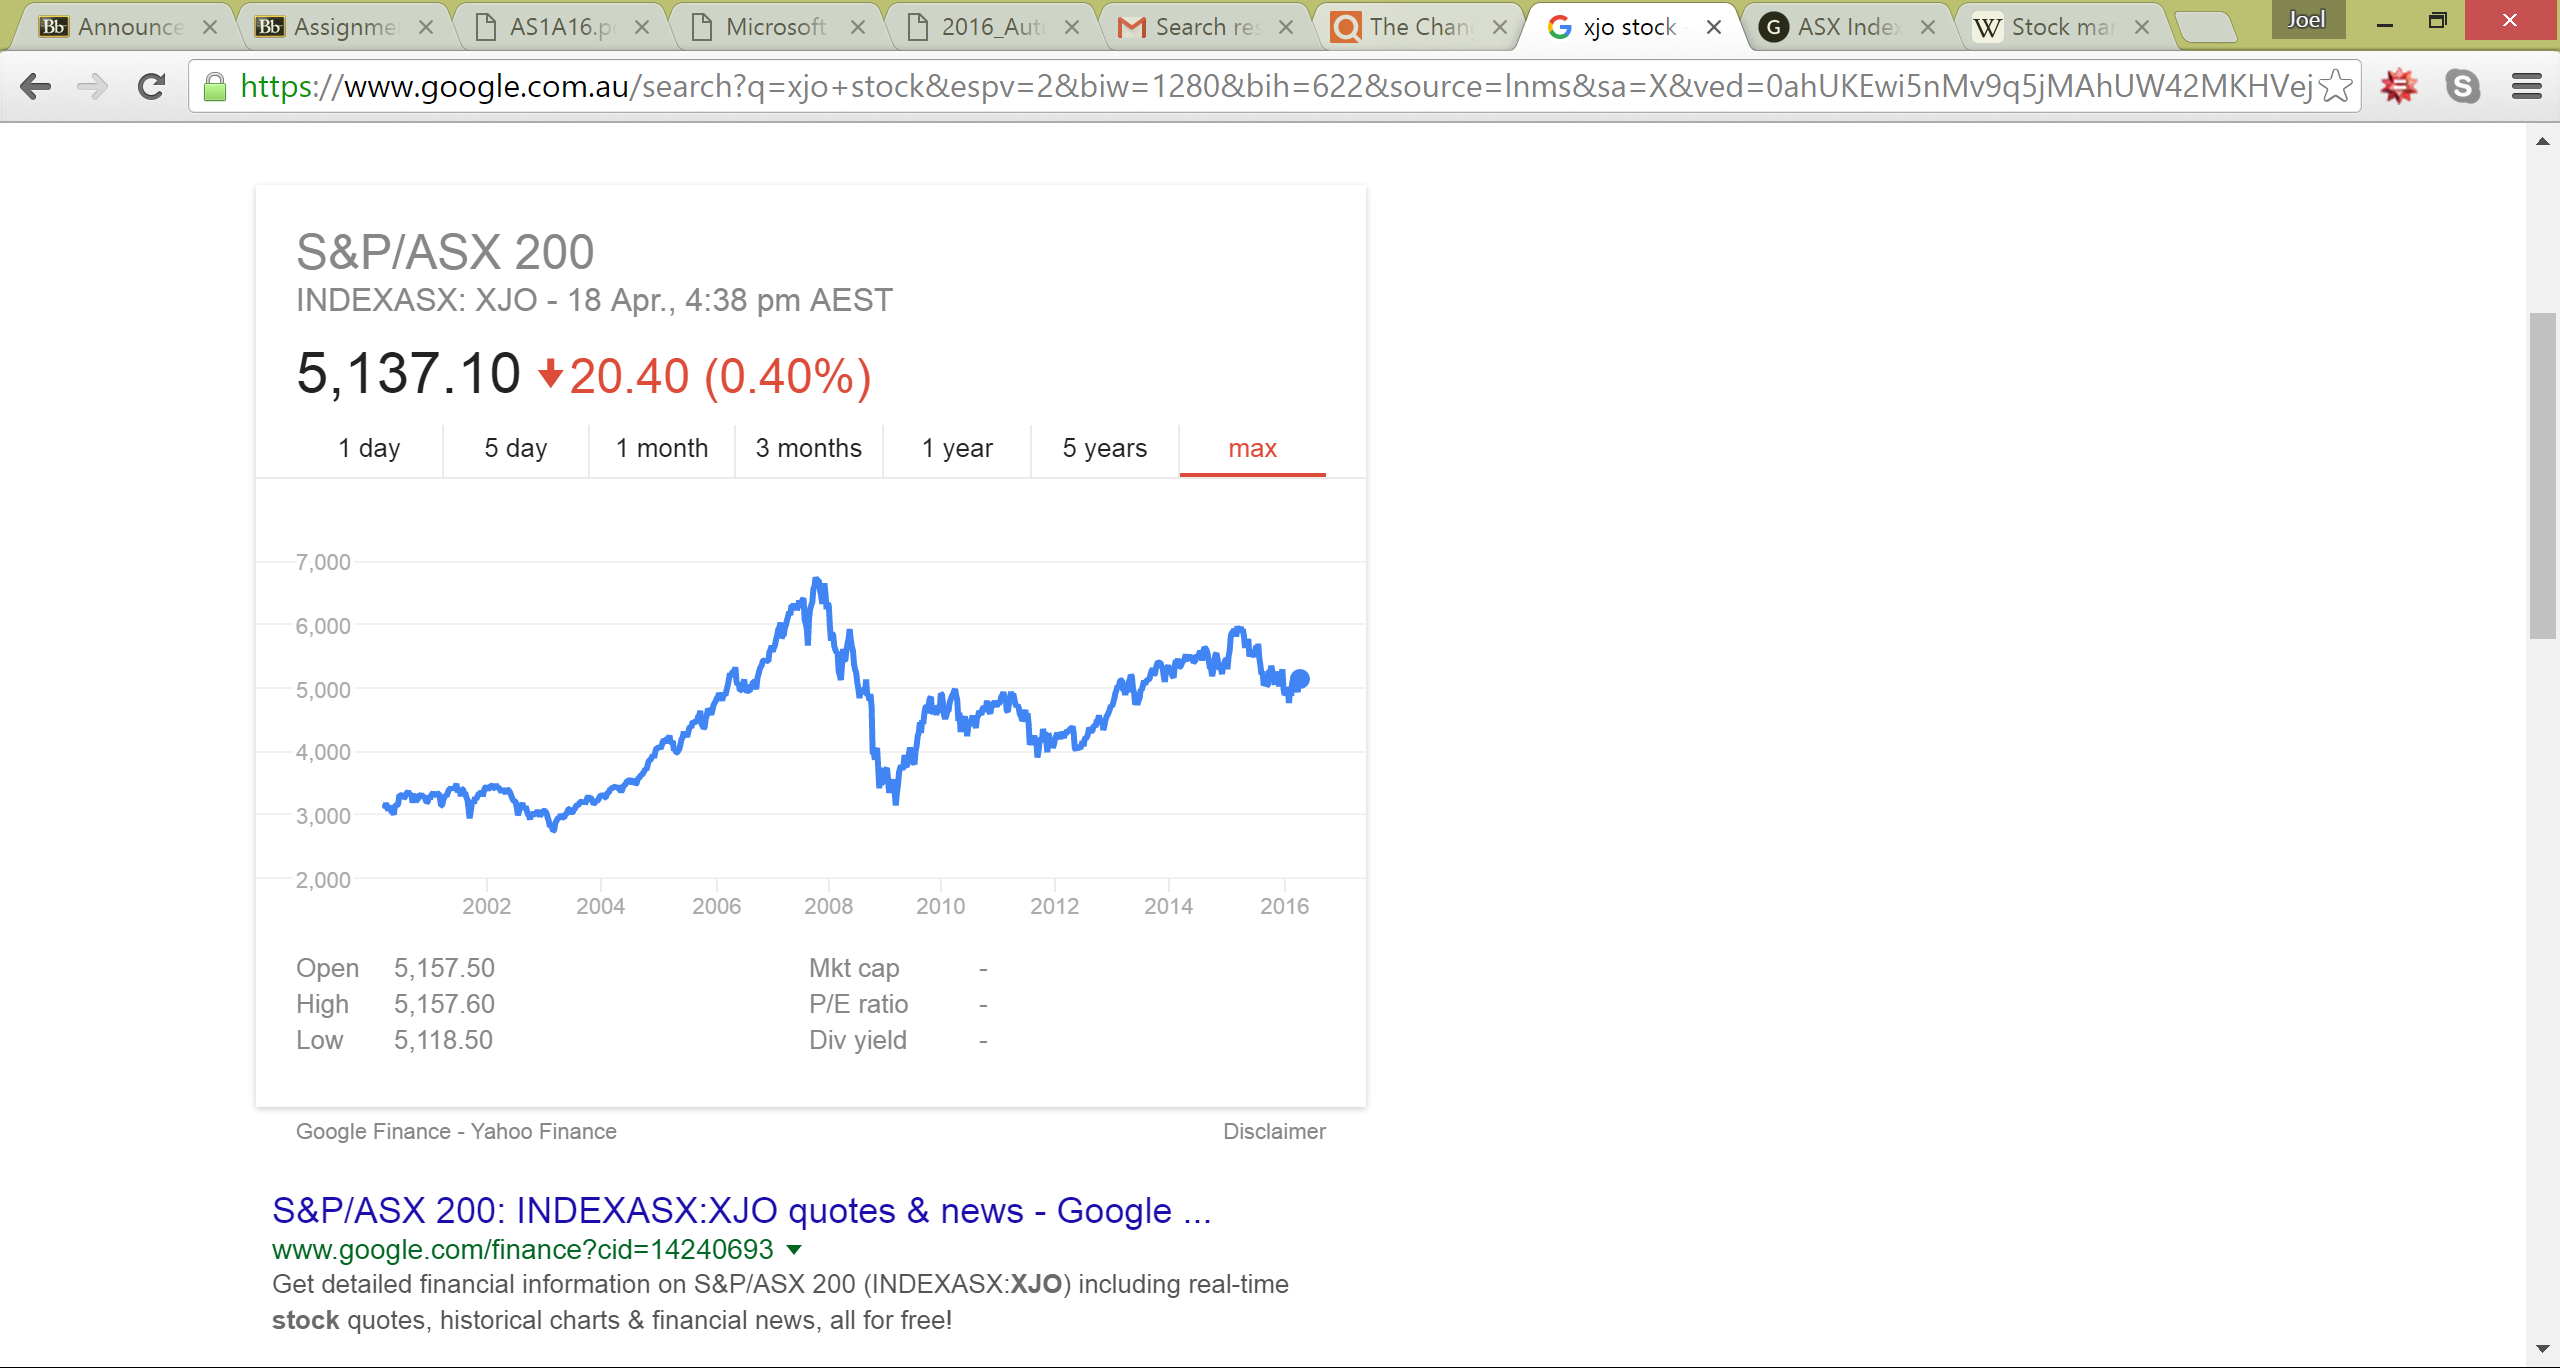 Announce
Assignme
AS1A16.p
Microsoft
2016_Aut
Search res
The Chan
xjo stock
ASX Index
Stock mar
Joel
https://www.google.com.au/search?q=xjo+stock&espv=2&biw=1280&bih=622&source=lnms&sa=X&ved=0ahUKEwi5nMv9q5jMAhUW42MKHVej
S&P/ASX 200
INDEXASX: XJO - 18 Apr., 4:38 pm AEST
5,137.10 20.40 (0.40%)
1 day 5 day 1 month 3 months 1 year 5 years max
7,000
6,000
5,000
4,000
3,000
2,000
2002 2004 2006 2008 2010 2012 2014 2016
Open 5,157.50 Mkt cap -
High 5,157.60 P/E ratio -
Low 5,118.50 Div yield -
Google Finance - Yahoo Finance Disclaimer
S&P/ASX 200: INDEXASX:XJO quotes & news - Google ...
www.google.com/finance?cid=14240693
Get detailed financial information on S&P/ASX 200 (INDEXASX:XJO) including real-time
stock quotes, historical charts & financial news, all for free!